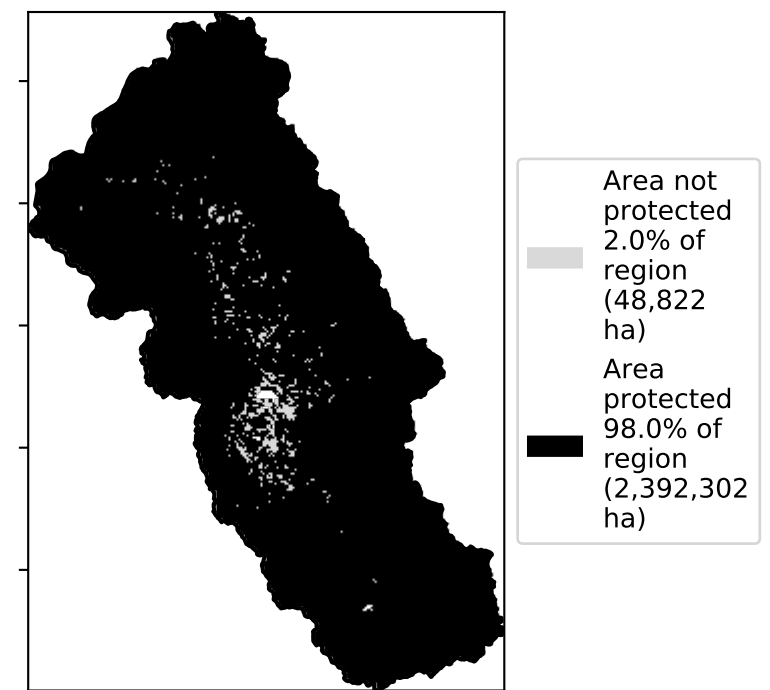 Area not
protected
2.0% of
region
(48,822
ha)
Area
protected
98.0% of
region
(2,392,302
ha)